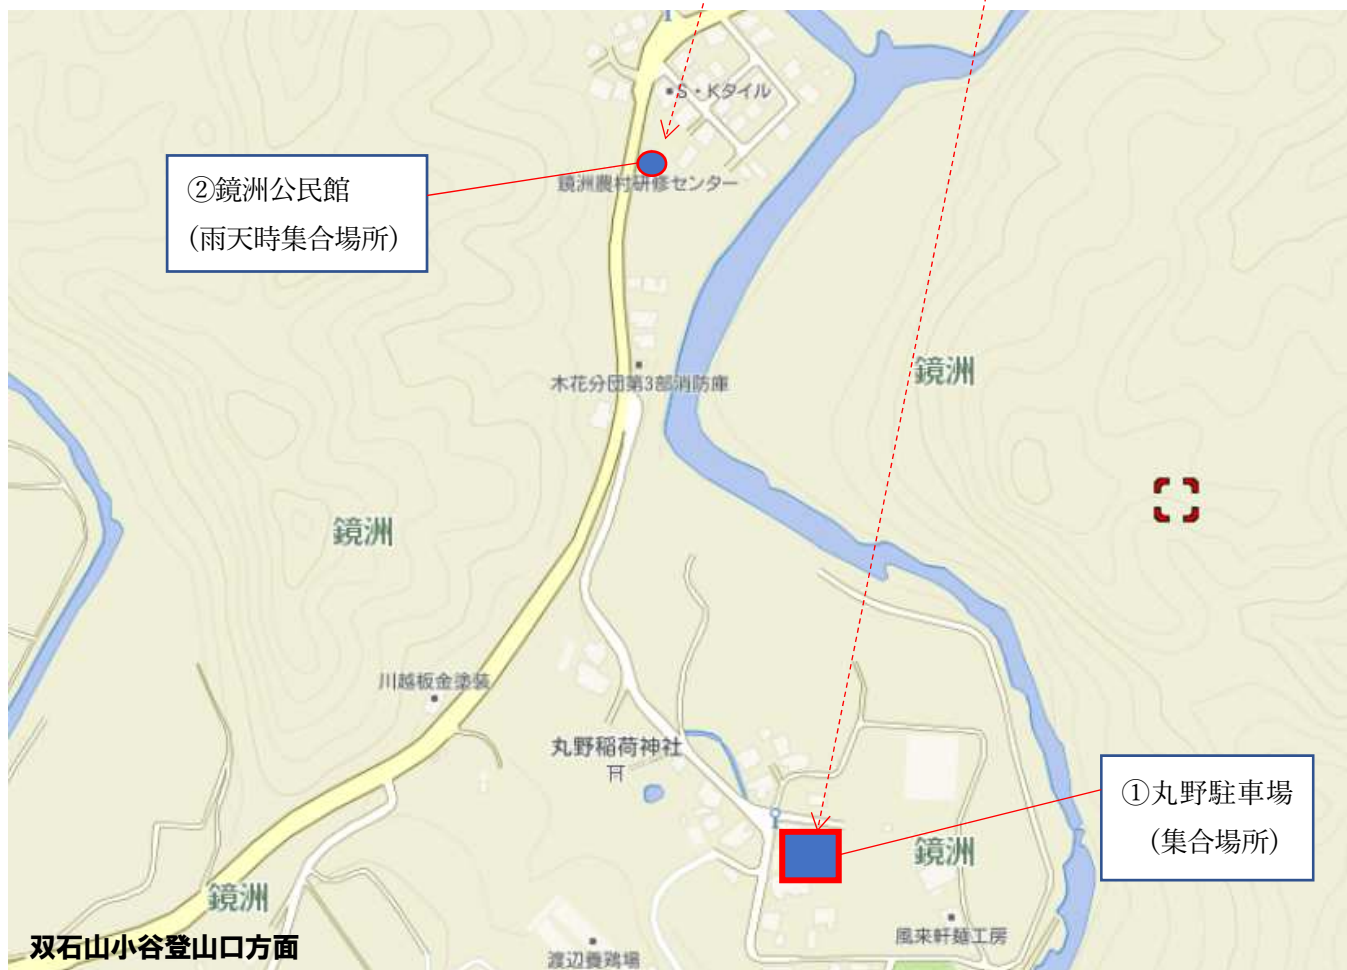 S・Kタイル
②鏡洲公民館
(雨天時集合場所)
鏡洲農村研修センター
鏡洲
木花分団第3部消防庫
鏡洲
川越板金塗装
丸野稲荷神社
①丸野駐車場
(集合場所)
鏡洲
鏡洲
風来軒麺工房
双石山小谷登山口方面
渡辺養鶏場